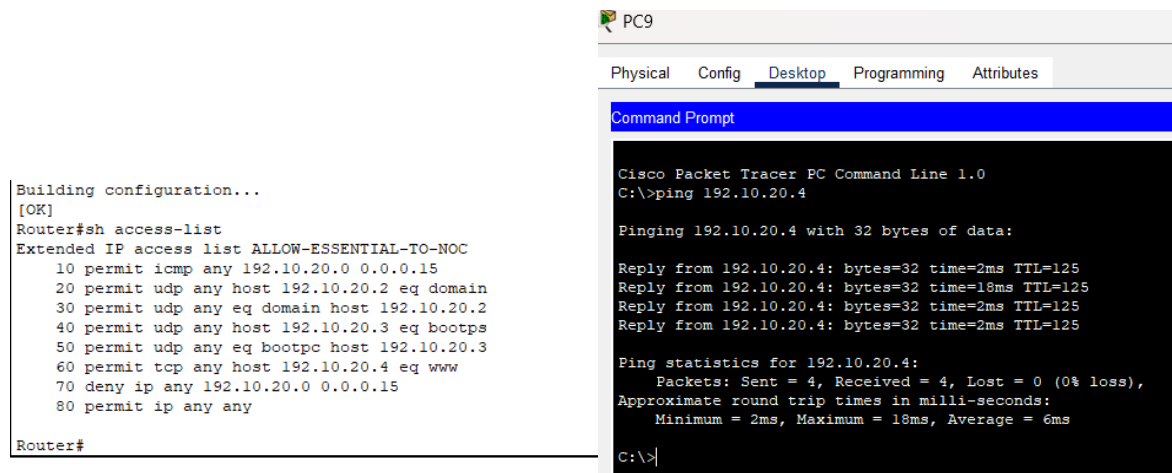 Building configuration...
[OK]
Router#sh access-list
Extended IP access list ALLOW-ESSENTIAL-TO-NOC
10 permit icmp any 192.10.20.0 0.0.0.15
20 permit udp any host 192.10.20.2 eq domain
30 permit udp any eq domain host 192.10.20.2
40 permit udp any host 192.10.20.3 eq bootps
50 permit udp any eq bootpc host 192.10.20.3
60 permit tcp any host 192.10.20.4 eq www
70 deny ip any 192.10.20.0 0.0.0.15
80 permit ip any any
Router#
PC9
Physical Config Desktop Programming Attributes
Command Prompt
Cisco Packet Tracer PC Command Line 1.0
C:\>ping 192.10.20.4
Pinging 192.10.20.4 with 32 bytes of data:
Reply from 192.10.20.4: bytes=32 time=2ms TTL=125
Reply from 192.10.20.4: bytes=32 time=18ms TTL=125
Reply from 192.10.20.4: bytes=32 time=2ms TTL=125
Reply from 192.10.20.4: bytes=32 time=2ms TTL=125
Ping statistics for 192.10.20.4:
Packets: Sent = 4, Received = 4, Lost = 0 (0% loss),
Approximate round trip times in milli-seconds:
Minimum = 2ms, Maximum = 18ms, Average = 6ms
C:\>